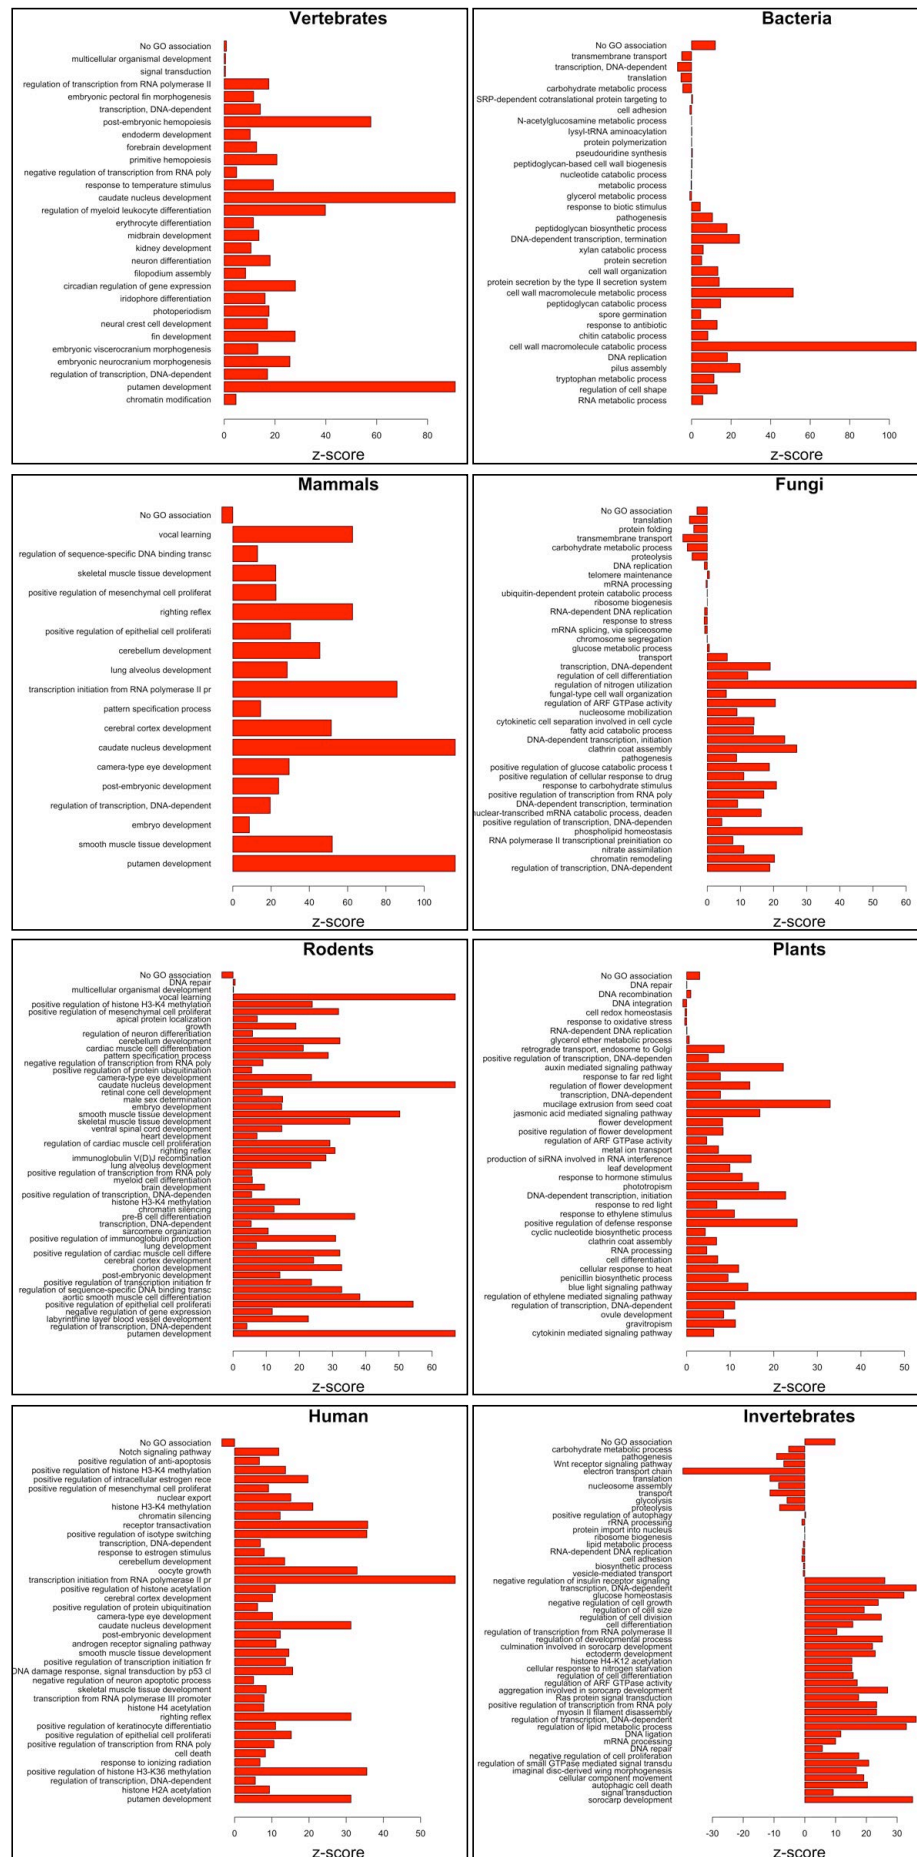 Vertebrates
No GO association
multicellular organismal development
signal transduction
regulation of transcription from RNA polymerase II
embryonic pectoral fin morphogenesis
transcription, DNA-dependent
post-embryonic hemopoiesis
endoderm development
forebrain development
primitive hemopoiesis
negative regulation of transcription from RNA poly
response to temperature stimulus
caudate nucleus development
regulation of myeloid leukocyte differentiation
erythrocyte differentiation
midbrain development
kidney development
neuron differentiation
filopodium assembly
circadian regulation of gene expression
iridophore differentiation
photoperiodism
neural crest cell development
fin development
embryonic viscerocranium morphogenesis
embryonic neurocranium morphogenesis
regulation of transcription, DNA-dependent
putamen development
chromatin modification
0 20 40 60 80
z-score
Bacteria
No GO association
transmembrane transport
transcription, DNA-dependent
translation
carbohydrate metabolic process
SRP-dependent cotranslational protein targeting to
cell adhesion
N-acetylglucosamine metabolic process
lysyl-tRNA aminoacylation
protein polymerization
pseudouridine synthesis
peptidoglycan-based cell wall biogenesis
nucleotide catabolic process
metabolic process
glycerol metabolic process
response to biotic stimulus
pathogenesis
peptidoglycan biosynthetic process
DNA-dependent transcription, termination
xylan catabolic process
protein secretion
cell wall organization
protein secretion by the type II secretion system
cell wall macromolecule metabolic process
peptidoglycan catabolic process
spore germination
response to antibiotic
chitin catabolic process
cell wall macromolecule catabolic process
DNA replication
pilus assembly
tryptophan metabolic process
regulation of cell shape
RNA metabolic process
0 20 40 60 80 100
z-score
Mammals
No GO association
vocal learning
regulation of sequence-specific DNA binding transc
skeletal muscle tissue development
positive regulation of mesenchymal cell proliferat
righting reflex
positive regulation of epithelial cell proliferati
cerebellum development
lung alveolus development
transcription initiation from RNA polymerase II pr
pattern specification process
cerebral cortex development
caudate nucleus development
camera-type eye development
post-embryonic development
regulation of transcription, DNA-dependent
embryo development
smooth muscle tissue development
putamen development
0 20 40 60 80 100
z-score
Fungi
No GO association
translation
protein folding
transmembrane transport
carbohydrate metabolic process
proteolysis
DNA replication
telomere maintenance
mRNA processing
ubiquitin-dependent protein catabolic process
ribosome biogenesis
RNA-dependent DNA replication
response to stress
mRNA splicing, via spliceosome
chromosome segregation
glucose metabolic process
transport
transcription, DNA-dependent
regulation of cell differentiation
regulation of nitrogen utilization
fungal-type cell wall organization
regulation of ARF GTPase activity
nucleosome mobilization
cytokinetic cell separation involved in cell cycle
fatty acid catabolic process
DNA-dependent transcription, initiation
clathrin coat assembly
pathogenesis
positive regulation of glucose catabolic process t
positive regulation of cellular response to drug
response to carbohydrate stimulus
positive regulation of transcription from RNA poly
DNA-dependent transcription, termination
nuclear-transcribed mRNA catabolic process, deaden
positive regulation of transcription, DNA-dependen
phospholipid homeostasis
RNA polymerase II transcriptional preinitiation co
nitrate assimilation
chromatin remodeling
regulation of transcription, DNA-dependent
0 10 20 30 40 50 60
z-score
Rodents
No GO association
DNA repair
multicellular organismal development
vocal learning
positive regulation of histone H3-K4 methylation
positive regulation of mesenchymal cell proliferat
apical protein localization
growth
regulation of neuron differentiation
cerebellum development
cardiac muscle cell differentiation
pattern specification process
negative regulation of transcription from RNA poly
positive regulation of protein ubiquitination
camera-type eye development
caudate nucleus development
retinal cone cell development
male sex determination
embryo development
smooth muscle tissue development
skeletal muscle tissue development
ventral spinal cord development
heart development
regulation of cardiac muscle cell proliferation
righting reflex
immunoglobulin V(D)J recombination
lung alveolus development
positive regulation of transcription from RNA poly
myeloid cell differentiation
brain development
positive regulation of transcription, DNA-dependen
histone H3-K4 methylation
chromatin silencing
pre-B cell differentiation
transcription, DNA-dependent
sarcomere organization
positive regulation of immunoglobulin production
lung development
positive regulation of cardiac muscle cell differe
cerebral cortex development
chorion development
post-embryonic development
positive regulation of transcription initiation fr
regulation of sequence-specific DNA binding transc
aortic smooth muscle cell differentiation
positive regulation of epithelial cell proliferati
negative regulation of gene expression
labyrinthine layer blood vessel development
regulation of transcription, DNA-dependent
putamen development
0 10 20 30 40 50 60
z-score
Plants
No GO association
DNA repair
DNA recombination
DNA integration
cell redox homeostasis
response to oxidative stress
RNA-dependent DNA replication
glycerol ether metabolic process
retrograde transport, endosome to Golgi
positive regulation of transcription, DNA-dependen
auxin mediated signaling pathway
response to far red light
regulation of flower development
transcription, DNA-dependent
mucilage extrusion from seed coat
jasmonic acid mediated signaling pathway
flower development
positive regulation of flower development
regulation of ARF GTPase activity
metal ion transport
production of siRNA involved in RNA interference
leaf development
response to hormone stimulus
phototropism
DNA-dependent transcription, initiation
response to red light
response to ethylene stimulus
positive regulation of defense response
cyclic nucleotide biosynthetic process
clathrin coat assembly
RNA processing
cell differentiation
cellular response to heat
penicillin biosynthetic process
blue light signaling pathway
regulation of ethylene mediated signaling pathway
regulation of transcription, DNA-dependent
ovule development
gravitropism
cytokinin mediated signaling pathway
0 10 20 30 40 50
z-score
Human
No GO association
Notch signaling pathway
positive regulation of anti-apoptosis
positive regulation of histone H3-K4 methylation
positive regulation of intracellular estrogen rece
positive regulation of mesenchymal cell proliferat
nuclear export
histone H3-K4 methylation
chromatin silencing
receptor transactivation
positive regulation of isotype switching
transcription, DNA-dependent
response to estrogen stimulus
cerebellum development
oocyte growth
transcription initiation from RNA polymerase II pr
positive regulation of histone acetylation
cerebral cortex development
positive regulation of protein ubiquitination
camera-type eye development
caudate nucleus development
post-embryonic development
androgen receptor signaling pathway
smooth muscle tissue development
positive regulation of transcription initiation fr
DNA damage response, signal transduction by p53 cl
negative regulation of neuron apoptotic process
skeletal muscle tissue development
transcription from RNA polymerase III promoter
histone H4 acetylation
righting reflex
positive regulation of keratinocyte differentiatio
positive regulation of epithelial cell proliferati
positive regulation of transcription from RNA poly
cell death
response to ionizing radiation
positive regulation of histone H3-K36 methylation
regulation of transcription, DNA-dependent
histone H2A acetylation
putamen development
0 10 20 30 40 50
z-score
Invertebrates
No GO association
carbohydrate metabolic process
pathogenesis
Wnt receptor signaling pathway
electron transport chain
translation
nucleosome assembly
transport
glycolysis
proteolysis
positive regulation of autophagy
rRNA processing
protein import into nucleus
ribosome biogenesis
lipid metabolic process
RNA-dependent DNA replication
cell adhesion
biosynthetic process
vesicle-mediated transport
negative regulation of insulin receptor signaling
transcription, DNA-dependent
glucose homeostasis
negative regulation of cell growth
regulation of cell size
regulation of cell division
cell differentiation
regulation of transcription from RNA polymerase II
regulation of developmental process
culmination involved in sorocarp development
ectoderm development
histone H4-K12 acetylation
cellular response to nitrogen starvation
regulation of cell differentiation
regulation of ARF GTPase activity
aggregation involved in sorocarp development
Ras protein signal transduction
positive regulation of transcription from RNA poly
myosin II filament disassembly
regulation of transcription, DNA-dependent
regulation of lipid metabolic process
DNA ligation
mRNA processing
DNA repair
negative regulation of cell proliferation
regulation of small GTPase mediated signal transdu
imaginal disc-derived wing morphogenesis
cellular component movement
autophagic cell death
signal transduction
sorocarp development
-30 -20 -10 0 10 20 30
z-score